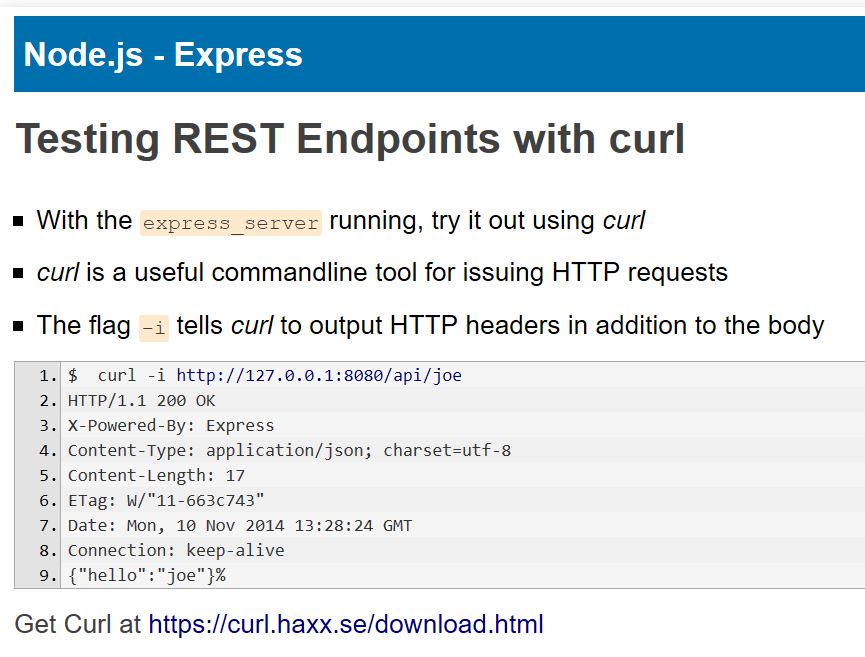 Node.js - Express
Testing REST Endpoints with curl
With the express_server running, try it out using curl
curl is a useful commandline tool for issuing HTTP requests
The flag -i tells curl to output HTTP headers in addition to the body
1. $  curl -i http://127.0.0.1:8080/api/joe
2. HTTP/1.1 200 OK
3. X-Powered-By: Express
4. Content-Type: application/json; charset=utf-8
5. Content-Length: 17
6. ETag: W/"11-663c743"
7. Date: Mon, 10 Nov 2014 13:28:24 GMT
8. Connection: keep-alive
9. {"hello":"joe"}%
Get Curl at https://curl.haxx.se/download.html